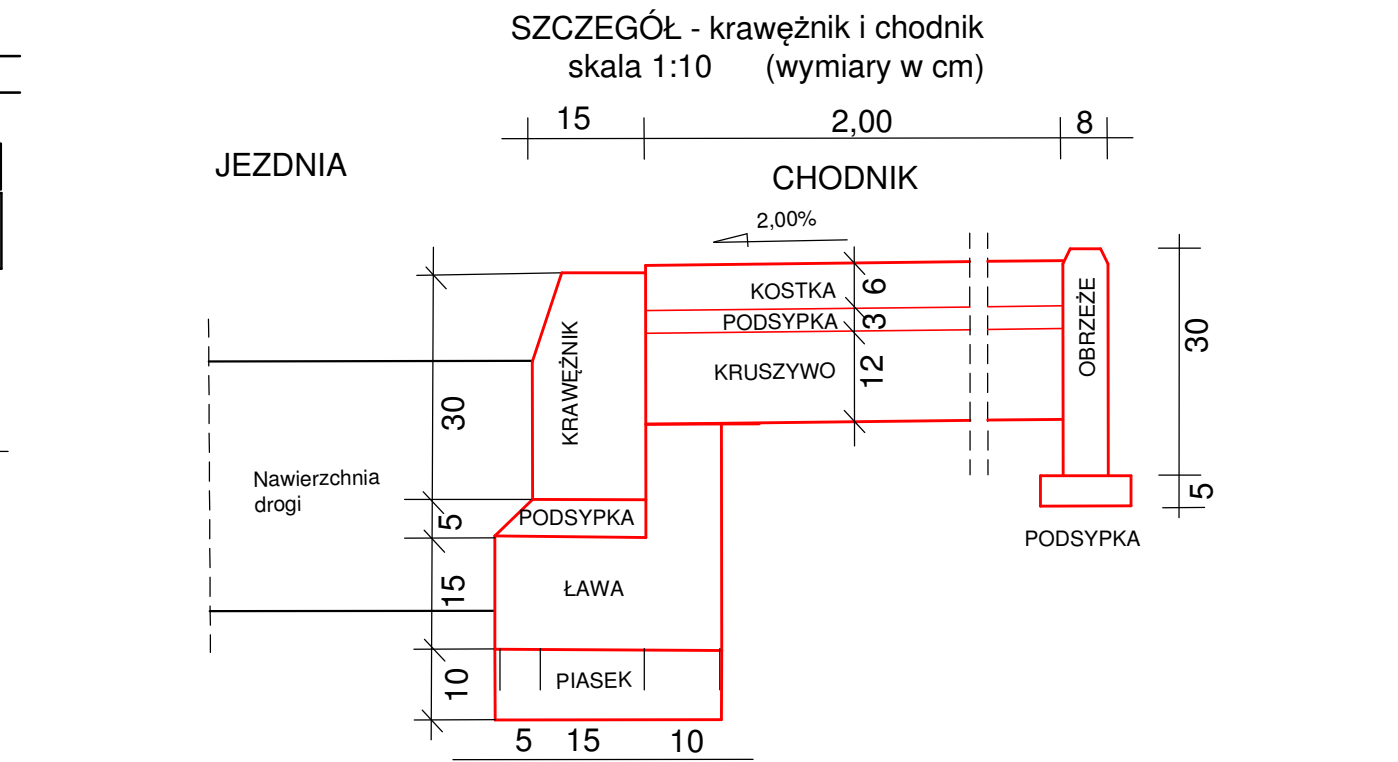 SZCZEGÓŁ - krawężnik i chodnik
skala 1:10 (wymiary w cm)
15 2,00 8
JEZDNIA
CHODNIK
2,00%
KOSTKA 6
PODSYPKA 3
KRUSZYWO 12
KRAWĘŻNIK
OBRZEŻE
30
30
Nawierzchnia
drogi
5
PODSYPKA
5
PODSYPKA
15
ŁAWA
10
PIASEK
5 15 10